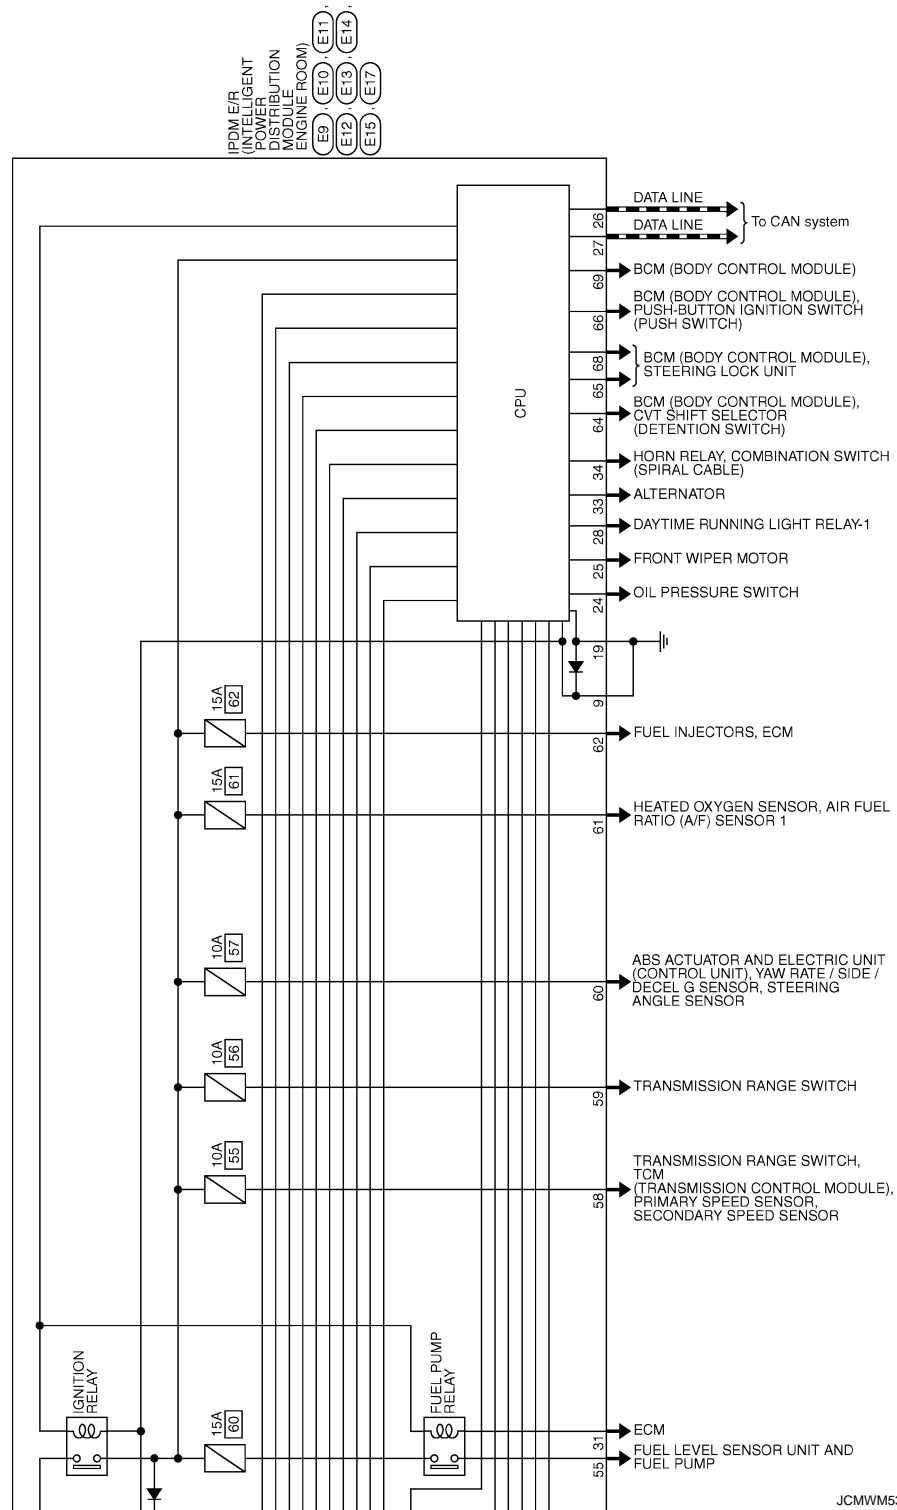 IPDM E/R
(INTELLIGENT
POWER
DISTRIBUTION
MODULE
ENGINE ROOM)
E9 , E10 , E11 ,
E12 , E13 , E14 ,
E15 , E17
CPU
26
DATA LINE
27
DATA LINE
To CAN system
69
BCM (BODY CONTROL MODULE)
66
BCM (BODY CONTROL MODULE),
PUSH-BUTTON IGNITION SWITCH
(PUSH SWITCH)
68
65
BCM (BODY CONTROL MODULE),
STEERING LOCK UNIT
64
BCM (BODY CONTROL MODULE),
CVT SHIFT SELECTOR
(DETENTION SWITCH)
34
HORN RELAY, COMBINATION SWITCH
(SPIRAL CABLE)
33
ALTERNATOR
28
DAYTIME RUNNING LIGHT RELAY-1
25
FRONT WIPER MOTOR
24
OIL PRESSURE SWITCH
19
9
15A
62
62
FUEL INJECTORS, ECM
15A
61
61
HEATED OXYGEN SENSOR, AIR FUEL
RATIO (A/F) SENSOR 1
10A
57
60
ABS ACTUATOR AND ELECTRIC UNIT
(CONTROL UNIT), YAW RATE / SIDE /
DECEL G SENSOR, STEERING
ANGLE SENSOR
10A
56
59
TRANSMISSION RANGE SWITCH
10A
55
58
TRANSMISSION RANGE SWITCH,
TCM
(TRANSMISSION CONTROL MODULE),
PRIMARY SPEED SENSOR,
SECONDARY SPEED SENSOR
IGNITION
RELAY
15A
60
FUEL PUMP
RELAY
31
ECM
55
FUEL LEVEL SENSOR UNIT AND
FUEL PUMP